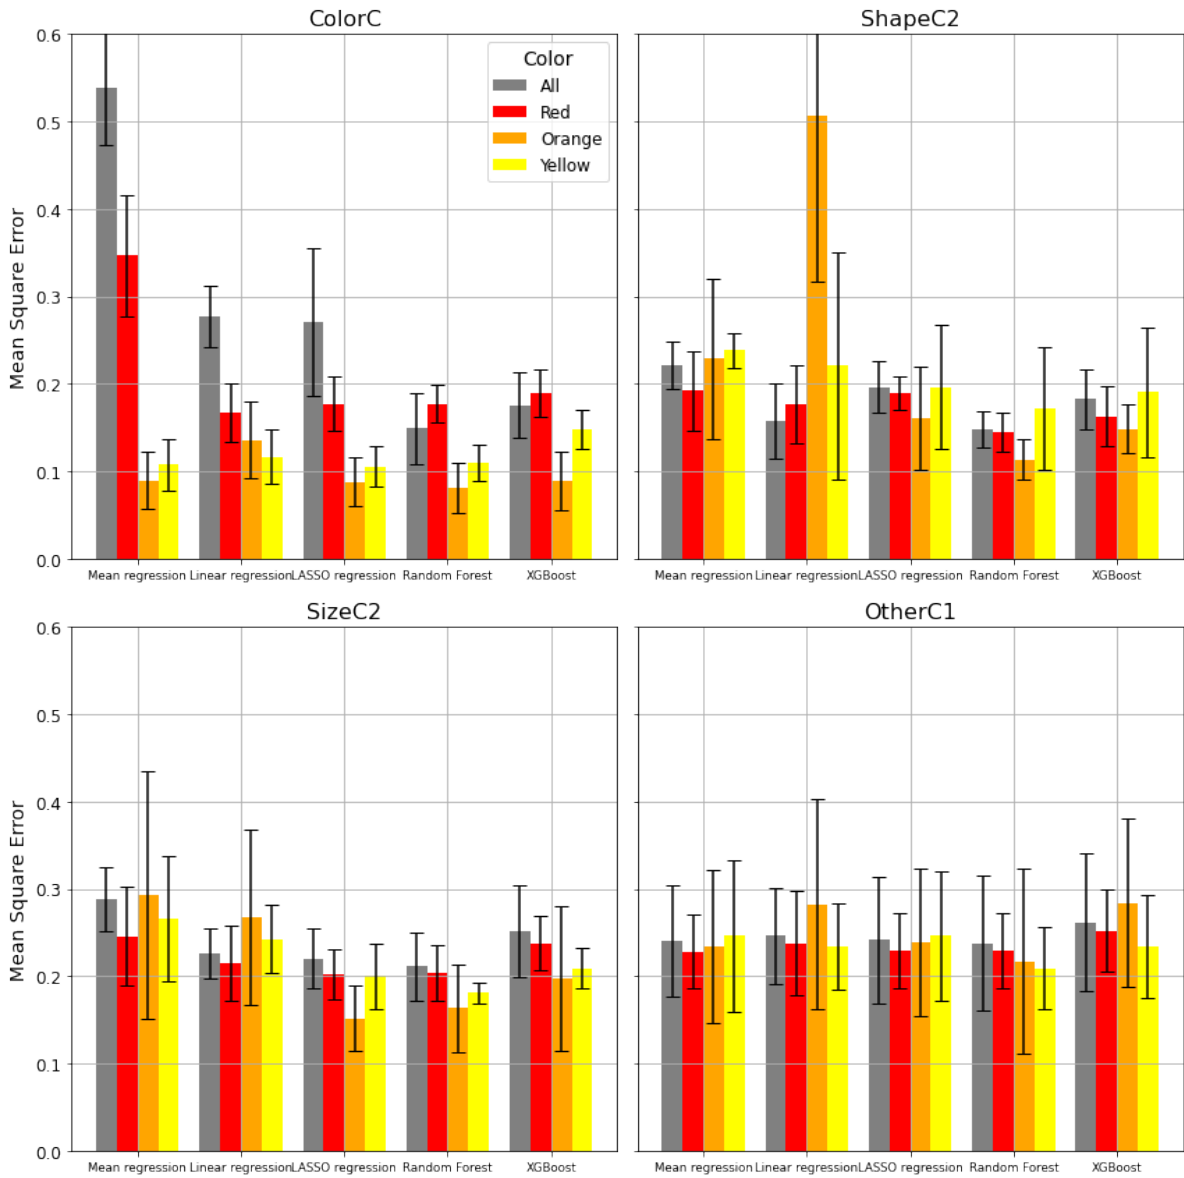 ColorC
ShapeC2
Mean Square Error
0.6
0.5
0.4
0.3
0.2
0.1
0.0
Color
All
Red
Orange
Yellow
Mean regression Linear regression LASSO regression Random Forest XGBoost
Mean regression Linear regression LASSO regression Random Forest XGBoost
SizeC2
OtherC1
Mean Square Error
0.6
0.5
0.4
0.3
0.2
0.1
0.0
Mean regression Linear regression LASSO regression Random Forest XGBoost
Mean regression Linear regression LASSO regression Random Forest XGBoost